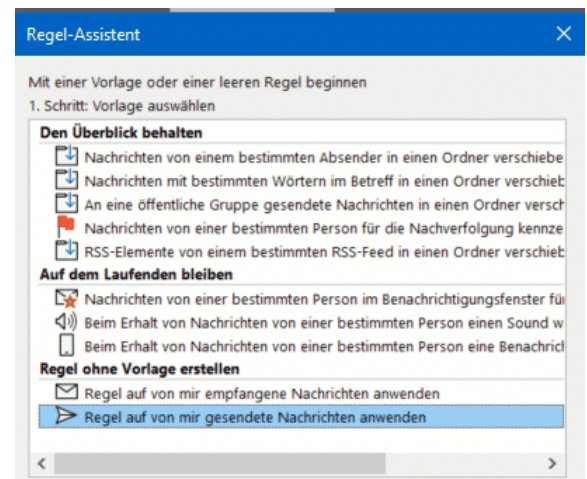 Regel-Assistent
Mit einer Vorlage oder einer leeren Regel beginnen
1. Schritt: Vorlage auswählen
Den Überblick behalten
Nachrichten von einem bestimmten Absender in einen Ordner verschiebe
Nachrichten mit bestimmten Wörtern im Betreff in einen Ordner verschieb
An eine öffentliche Gruppe gesendete Nachrichten in einen Ordner versch
Nachrichten von einer bestimmten Person für die Nachverfolgung kennze
RSS-Elemente von einem bestimmten RSS-Feed in einen Ordner verschieb
Auf dem Laufenden bleiben
Nachrichten von einer bestimmten Person im Benachrichtigungsfenster fü
Beim Erhalt von Nachrichten von einer bestimmten Person einen Sound w
Beim Erhalt von Nachrichten von einer bestimmten Person eine Benachrich
Regel ohne Vorlage erstellen
Regel auf von mir empfangene Nachrichten anwenden
Regel auf von mir gesendete Nachrichten anwenden